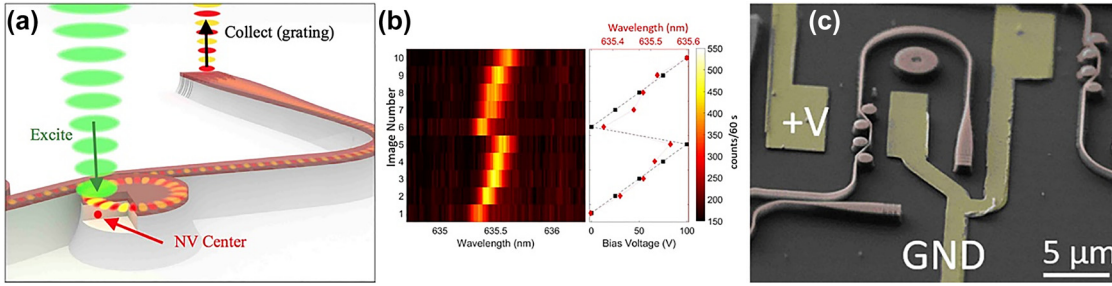 (a)
Collect (grating)
Excite
NV Center
(b)
Image Number
10
9
8
7
6
5
4
3
2
1
635 635.5 636
Wavelength (nm)
Wavelength (nm)
635.4 635.5 635.6
0 50 100
Bias Voltage (V)
550
500
450
400
350
300
250
200
150
counts/60 s
(c)
+V
GND
5 μm